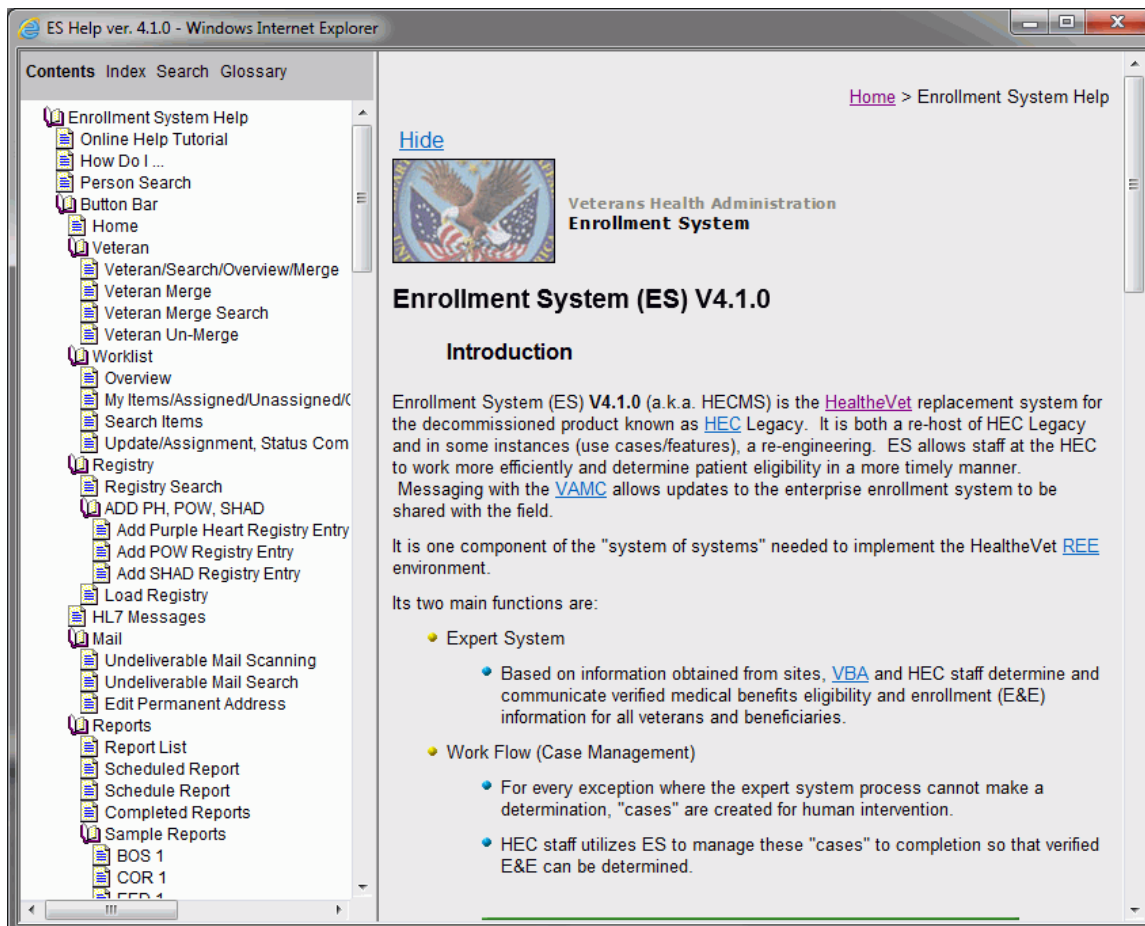 ES Help ver. 4.1.0 - Windows Internet Explorer
Contents Index Search Glossary
Enrollment System Help
Online Help Tutorial
How Do I ...
Person Search
Button Bar
Home
Veteran
Veteran/Search/Overview/Merge
Veteran Merge
Veteran Merge Search
Veteran Un-Merge
Worklist
Overview
My Items/Assigned/Unassigned/
Search Items
Update/Assignment, Status Com
Registry
Registry Search
ADD PH, POW, SHAD
Add Purple Heart Registry Entry
Add POW Registry Entry
Add SHAD Registry Entry
Load Registry
HL7 Messages
Mail
Undeliverable Mail Scanning
Undeliverable Mail Search
Edit Permanent Address
Reports
Report List
Scheduled Report
Schedule Report
Completed Reports
Sample Reports
BOS 1
COR 1
Home > Enrollment System Help
Hide
Veterans Health Administration
Enrollment System
Enrollment System (ES) V4.1.0
Introduction
Enrollment System (ES) V4.1.0 (a.k.a. HECMS) is the HealtheVet replacement system for
the decommissioned product known as HEC Legacy. It is both a re-host of HEC Legacy
and in some instances (use cases/features), a re-engineering. ES allows staff at the HEC
to work more efficiently and determine patient eligibility in a more timely manner.
Messaging with the VAMC allows updates to the enterprise enrollment system to be
shared with the field.
It is one component of the "system of systems" needed to implement the HealtheVet REE
environment.
Its two main functions are:
Expert System
Based on information obtained from sites, VBA and HEC staff determine and
communicate verified medical benefits eligibility and enrollment (E&E)
information for all veterans and beneficiaries.
Work Flow (Case Management)
For every exception where the expert system process cannot make a
determination, "cases" are created for human intervention.
HEC staff utilizes ES to manage these "cases" to completion so that verified
E&E can be determined.